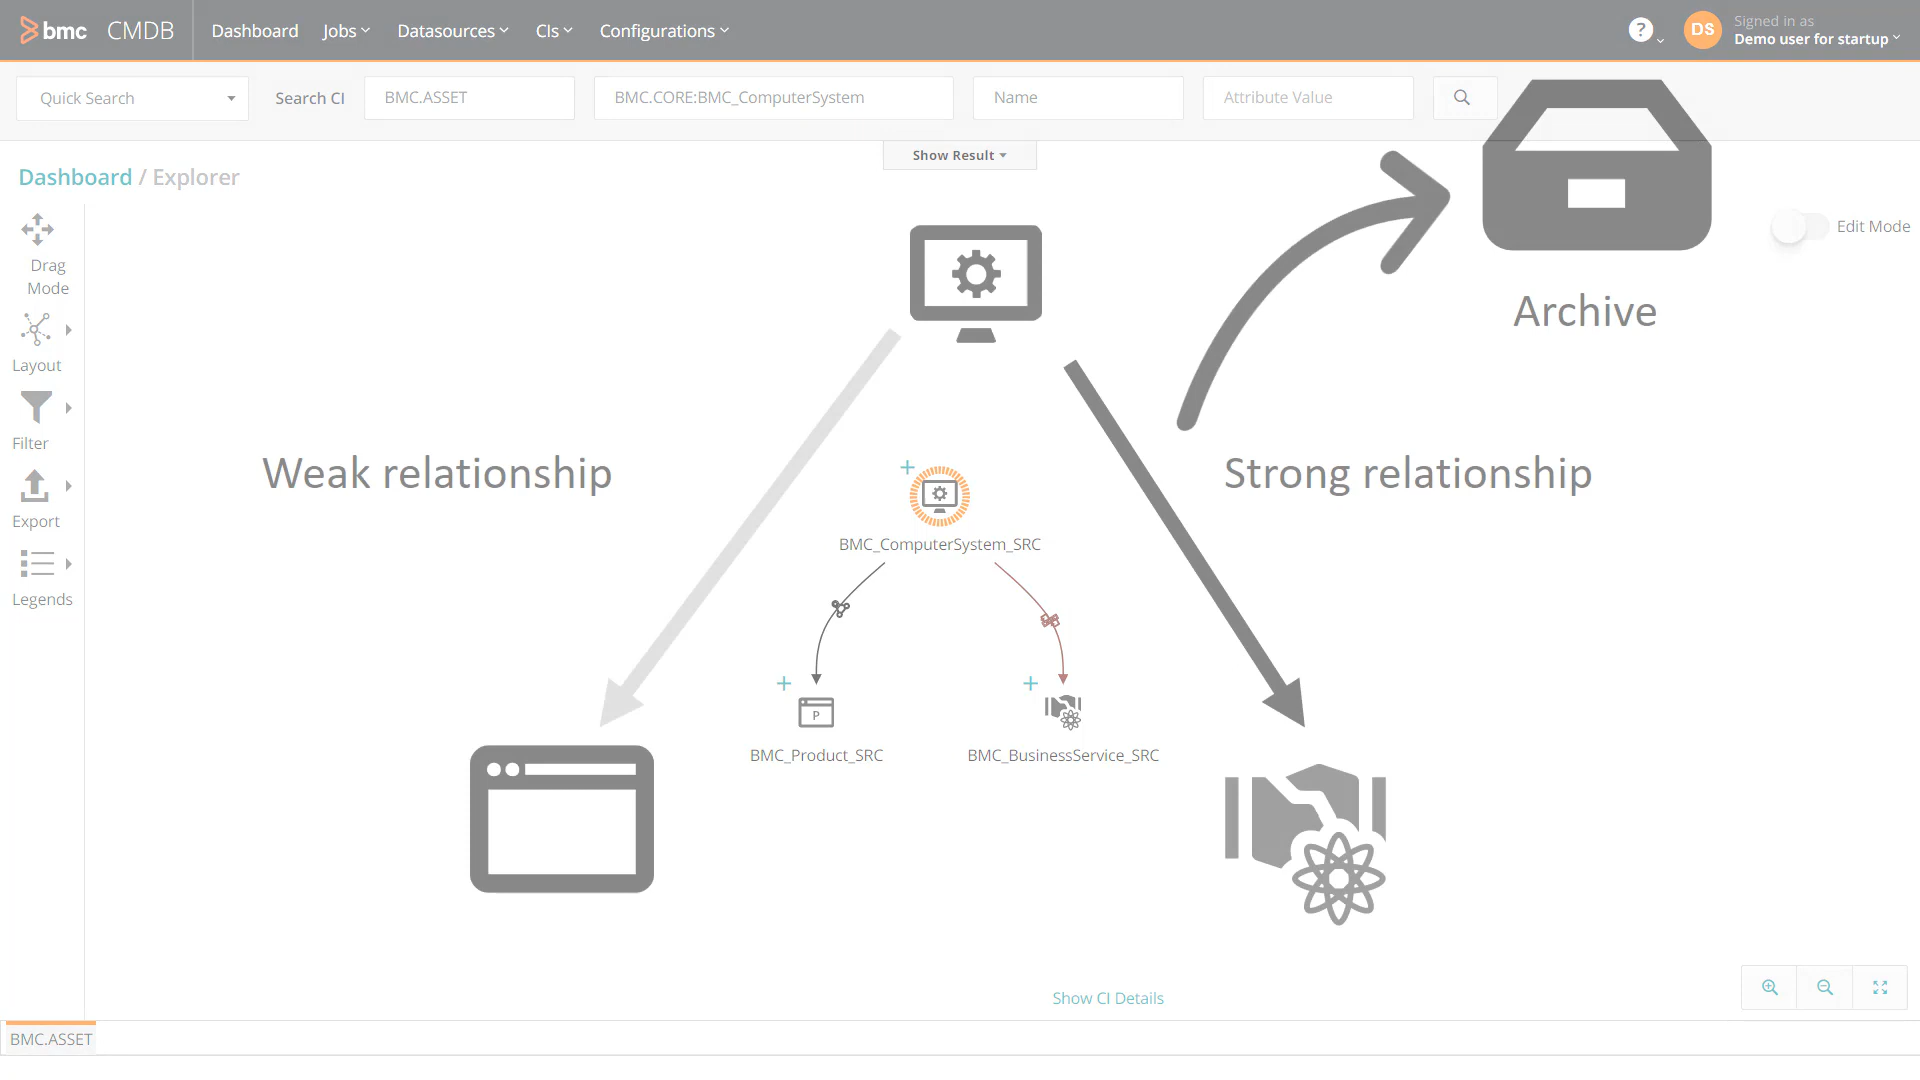 bmc CMDB Dashboard Jobs Datasources CIs Configurations ? DS Signed in as
Demo user for startup
Quick Search Search CI BMC.ASSET BMC.CORE:BMC_ComputerSystem Name Attribute Value
Show Result
Dashboard / Explorer
Edit Mode
Drag
Mode
Layout
Filter
Export
Legends
Archive
Weak relationship
Strong relationship
BMC_ComputerSystem_SRC
P
BMC_Product_SRC
BMC_BusinessService_SRC
Show CI Details
BMC.ASSET